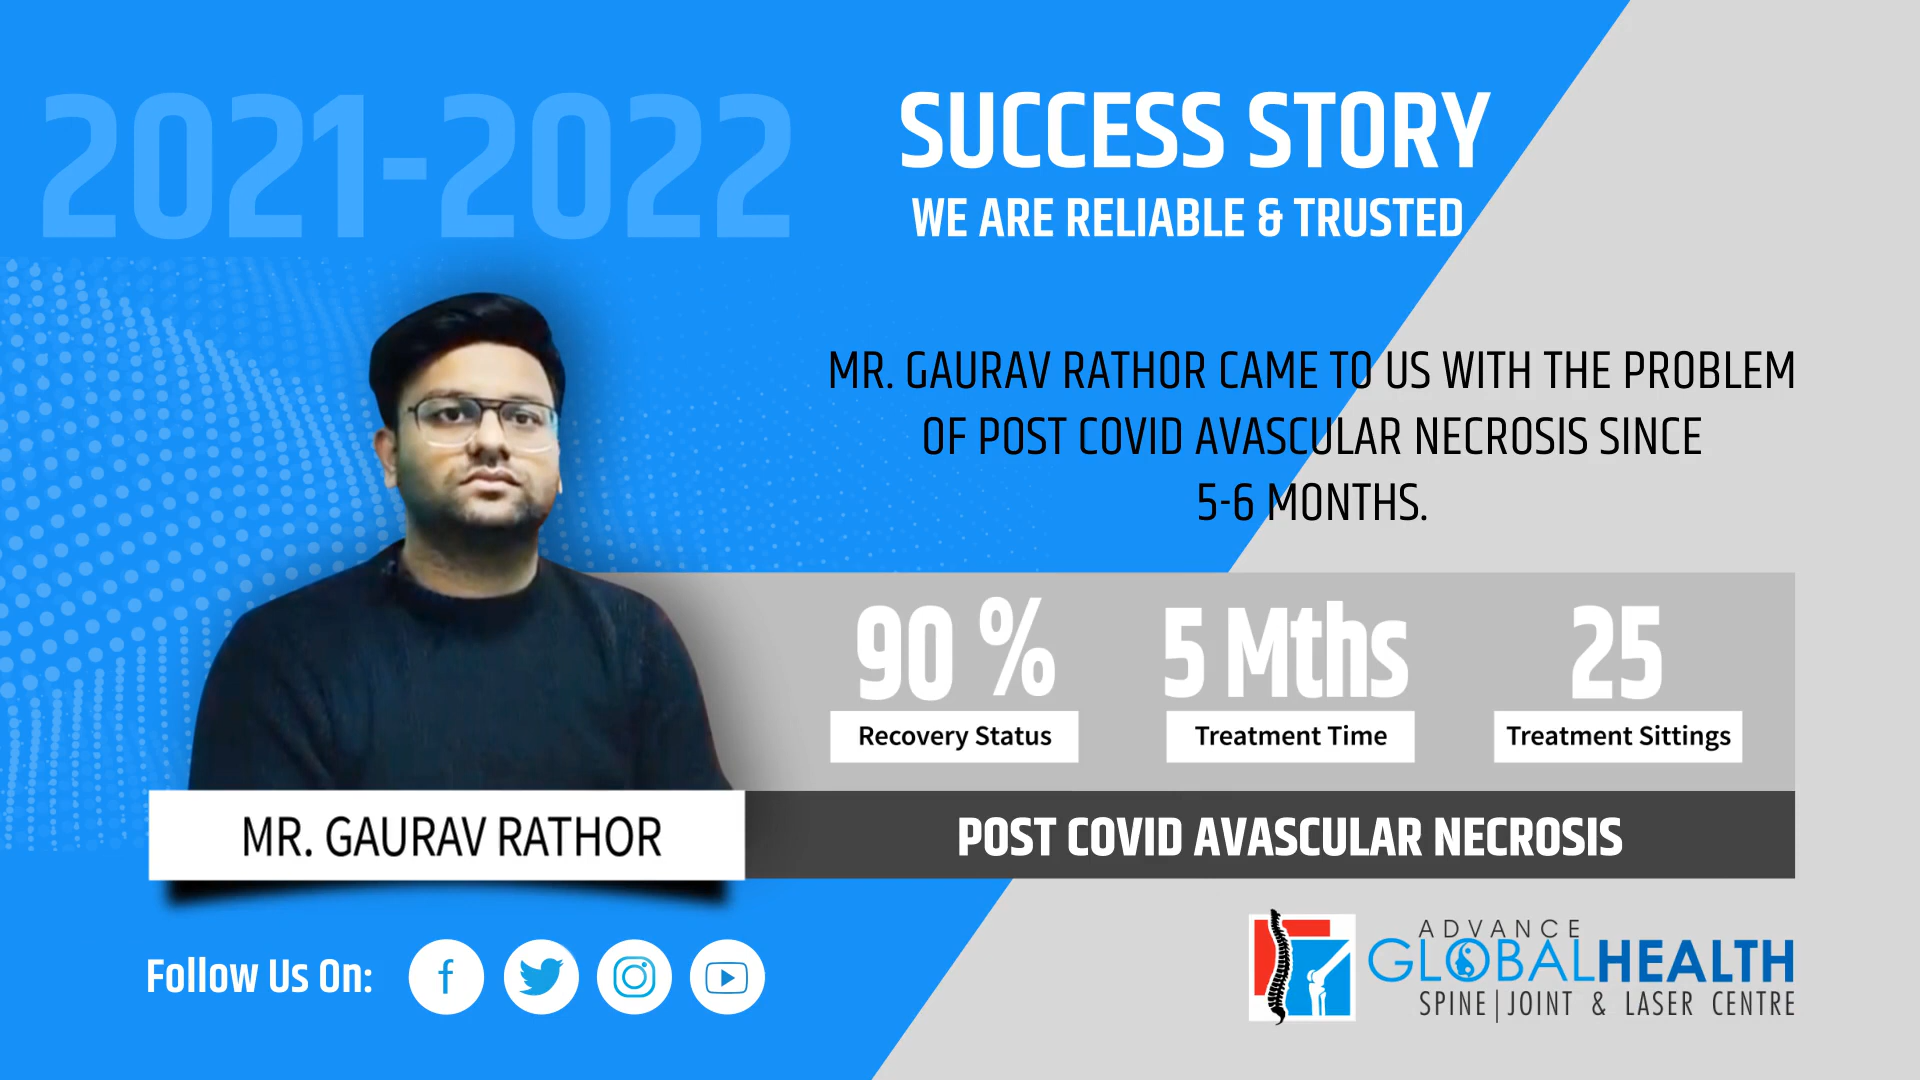 2021-2022
SUCCESS STORY
WE ARE RELIABLE & TRUSTED
MR. GAURAV RATHOR CAME TO US WITH THE PROBLEM
OF POST COVID AVASCULAR NECROSIS SINCE
5-6 MONTHS.
90 %
Recovery Status
5 Mths
Treatment Time
25
Treatment Sittings
MR. GAURAV RATHOR
POST COVID AVASCULAR NECROSIS
Follow Us On:
ADVANCE
GLOBALHEALTH
SPINE|JOINT & LASER CENTRE